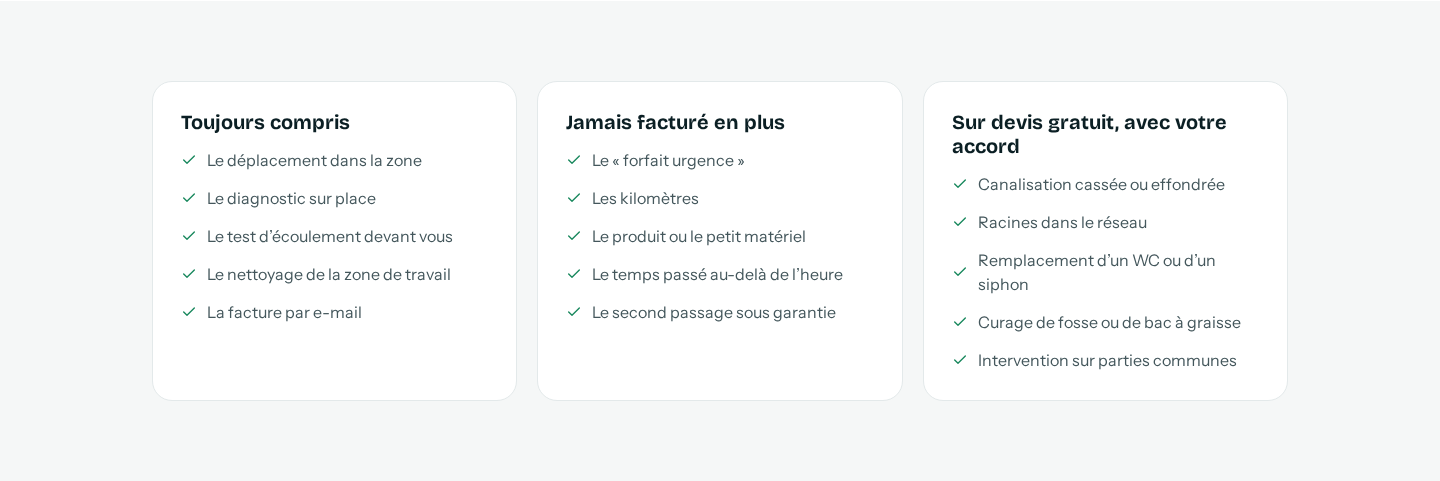 Toujours compris
Le déplacement dans la zone
Le diagnostic sur place
Le test d’écoulement devant vous
Le nettoyage de la zone de travail
La facture par e-mail
Jamais facturé en plus
Le « forfait urgence »
Les kilomètres
Le produit ou le petit matériel
Le temps passé au-delà de l’heure
Le second passage sous garantie
Sur devis gratuit, avec votre
accord
Canalisation cassée ou effondrée
Racines dans le réseau
Remplacement d’un WC ou d’un
siphon
Curage de fosse ou de bac à graisse
Intervention sur parties communes